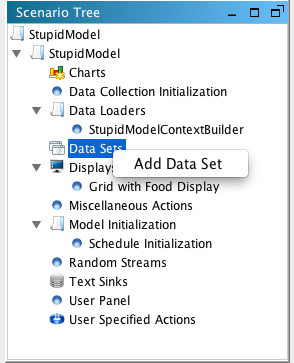 Scenario Tree
StupidModel
StupidModel
Charts
Data Collection Initialization
Data Loaders
StupidModelContextBuilder
Data Sets
Add Data Set
Displays
Grid with Food Display
Miscellaneous Actions
Model Initialization
Schedule Initialization
Random Streams
Text Sinks
User Panel
User Specified Actions